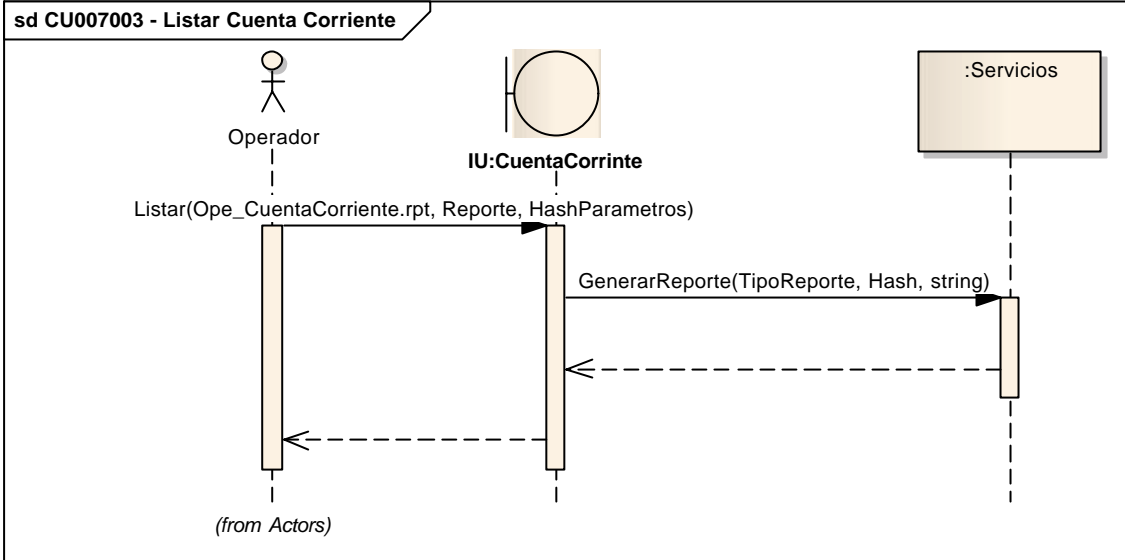 sd CU007003 - Listar Cuenta Corriente
Operador
IU:CuentaCorrinte
:Servicios
Listar(Ope_CuentaCorriente.rpt, Reporte, HashParametros)
GenerarReporte(TipoReporte, Hash, string)
(from Actors)